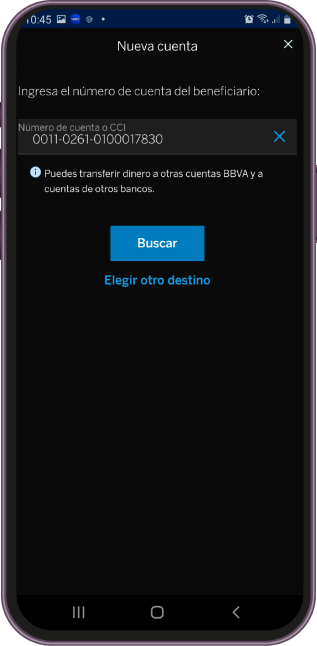 10:45
Nueva cuenta
Ingresa el número de cuenta del beneficiario:
Número de cuenta o CCI
0011-0261-0100017830
Puedes transferir dinero a otras cuentas BBVA y a
cuentas de otros bancos.
Buscar
Elegir otro destino